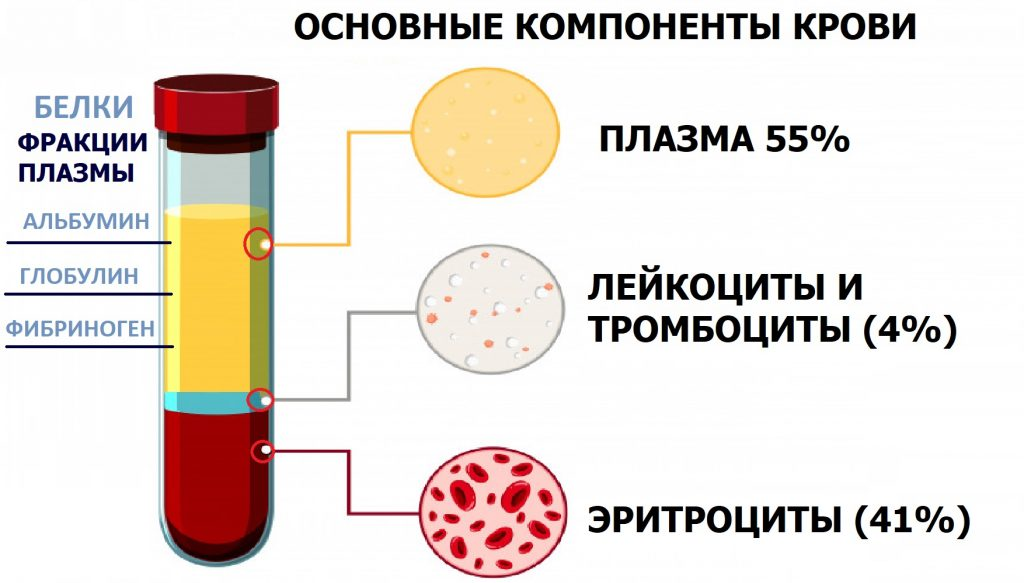 ОСНОВНЫЕ КОМПОНЕНТЫ КРОВИ
БЕЛКИ
ФРАКЦИИ
ПЛАЗМЫ
АЛЬБУМИН
ГЛОБУЛИН
ФИБРИНОГЕН
ПЛАЗМА 55%
ЛЕЙКОЦИТЫ И
ТРОМБОЦИТЫ (4%)
ЭРИТРОЦИТЫ (41%)